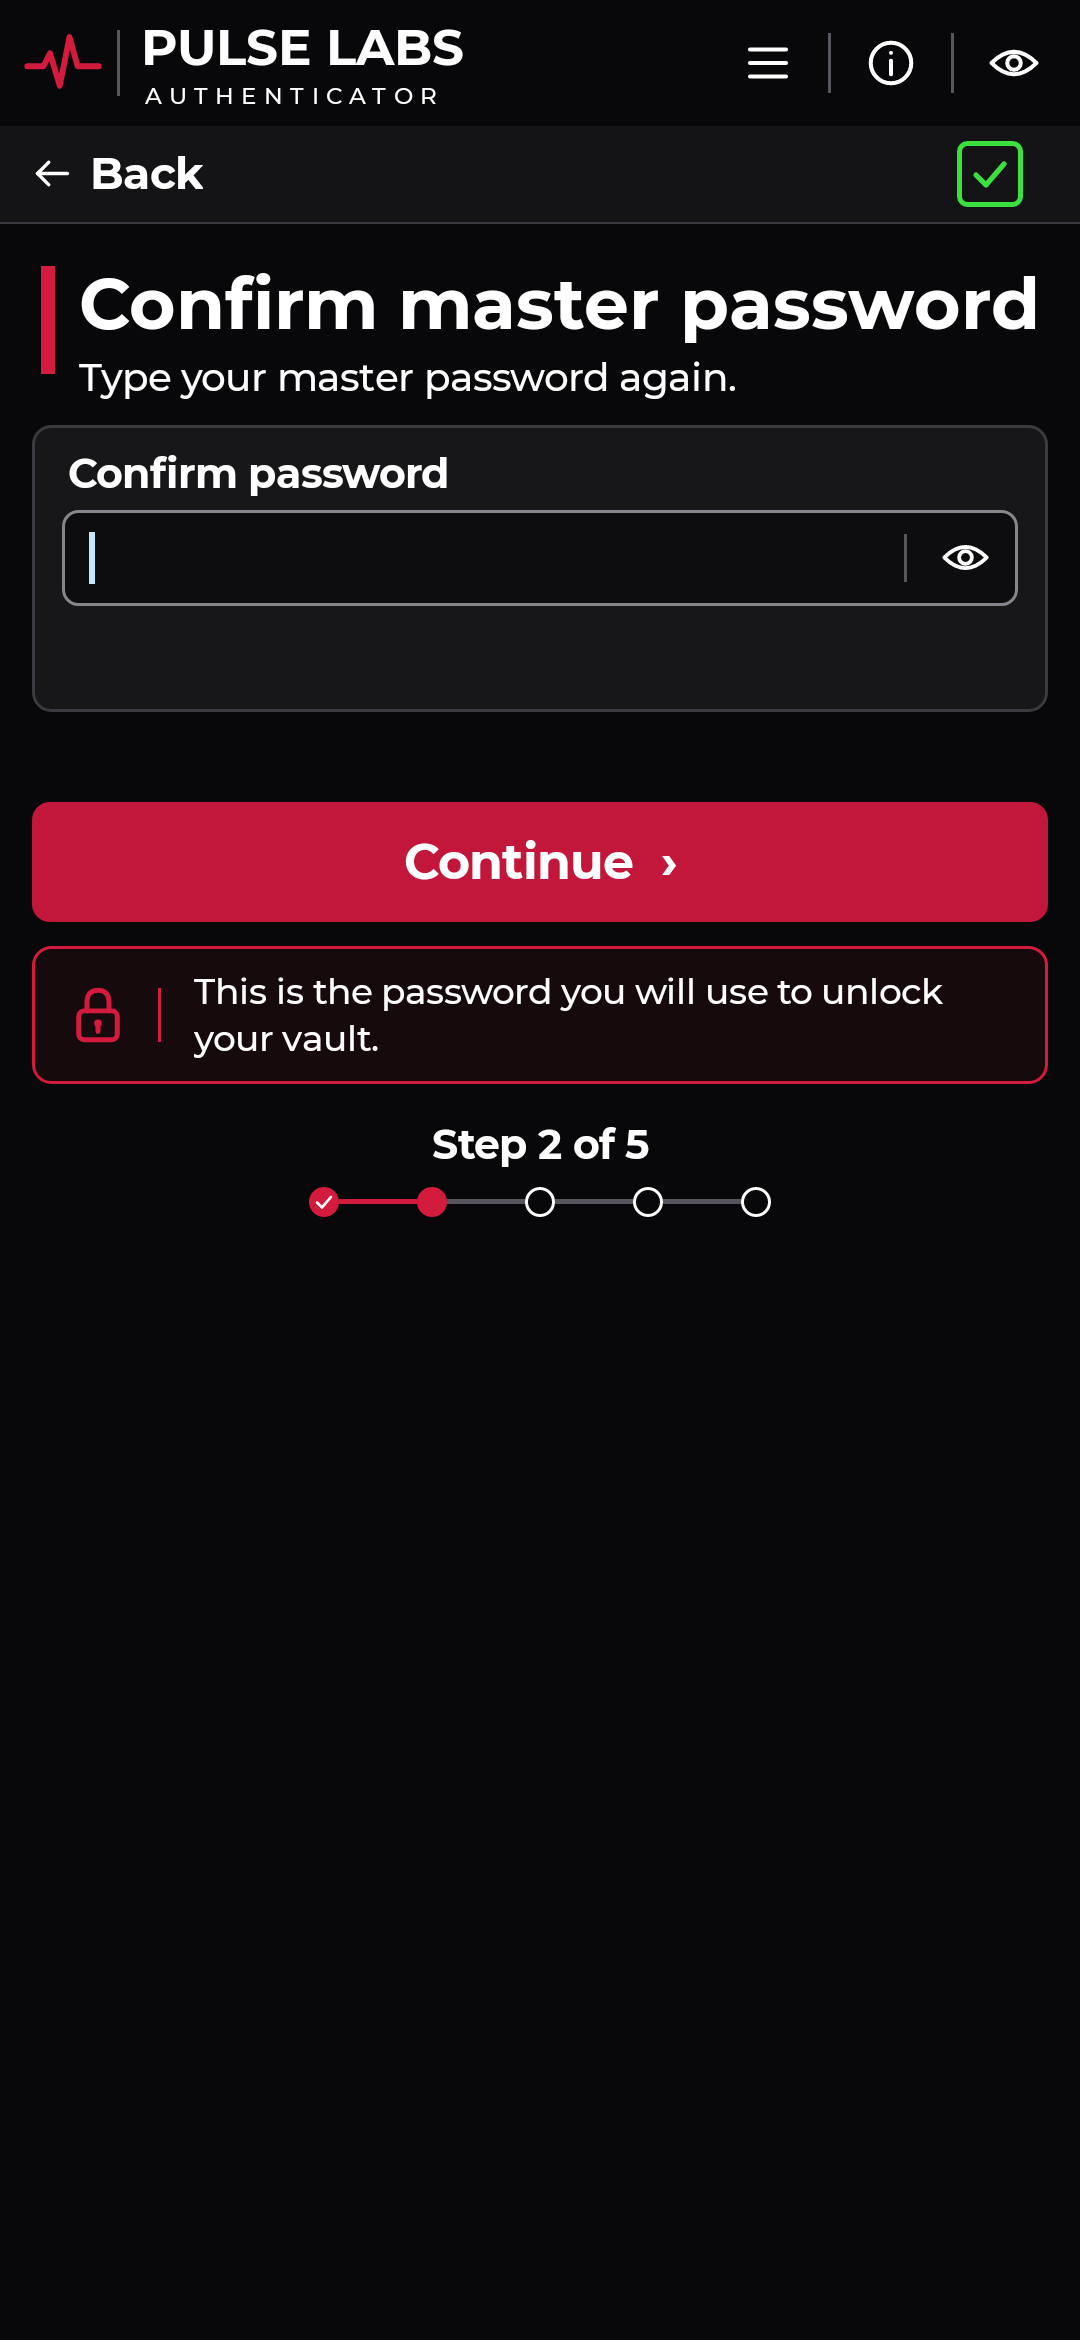 PULSE LABS
AUTHENTICATOR
Back
Confirm master password
Type your master password again.
Confirm password
Continue ›
This is the password you will use to unlock
your vault.
Step 2 of 5